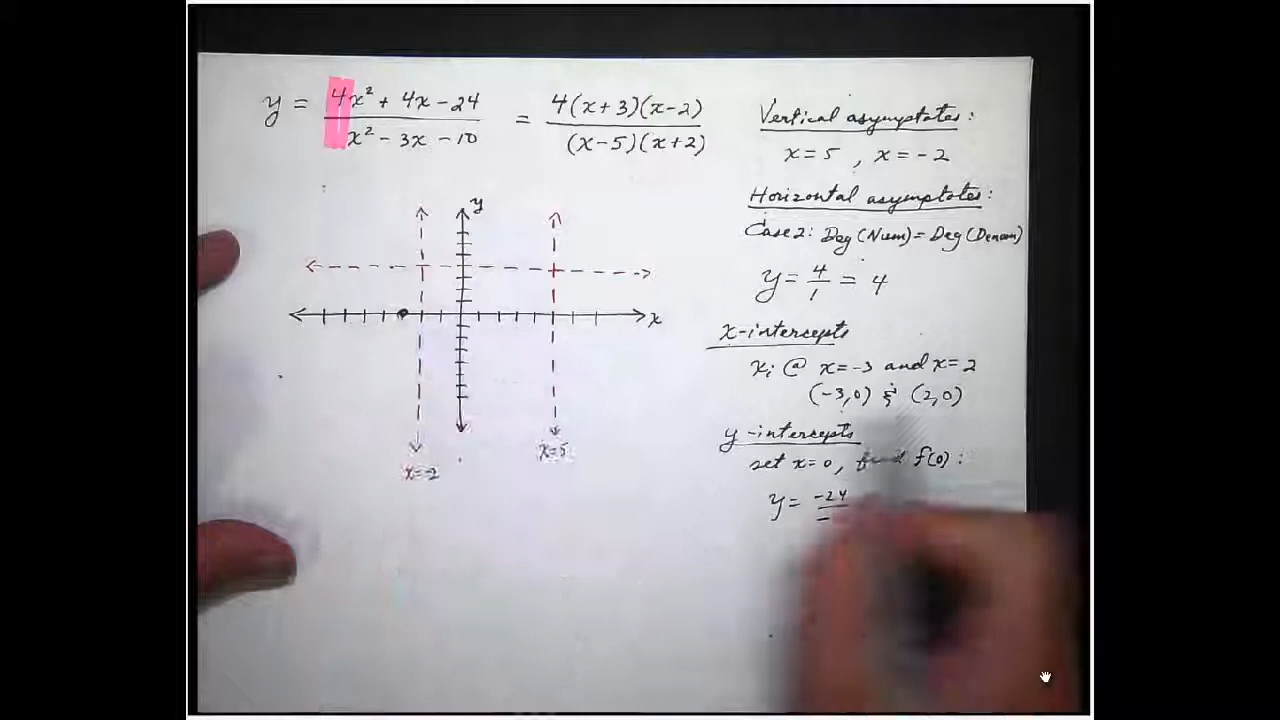 y = 4x² + 4x - 24 / x² - 3x - 10 = 4(x+3)(x-2) / (x-5)(x+2)
Vertical asymptotes:
x = 5 , x = -2
Horizontal asymptotes:
Case 2: Deg(Num) = Deg(Denom)
y = 4/1 = 4
x-intercepts
xi @ x = -3 and x = 2
(-3,0) & (2,0)
y-intercepts
set x = 0, find f(0):
y = -24 / -
y
x
x=-2
x=5